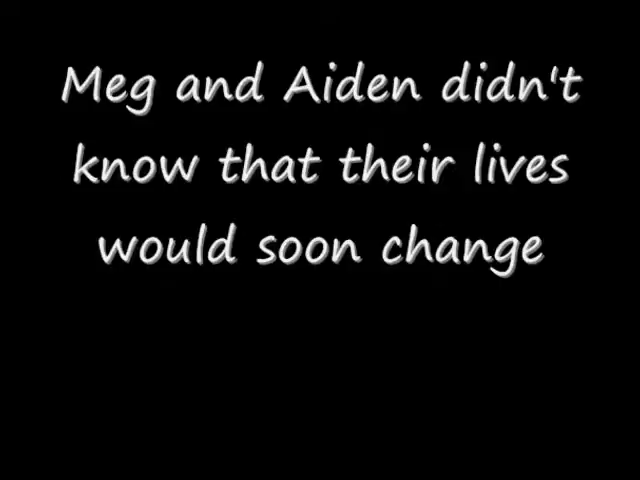 Meg and Aiden didn't
know that their lives
would soon change